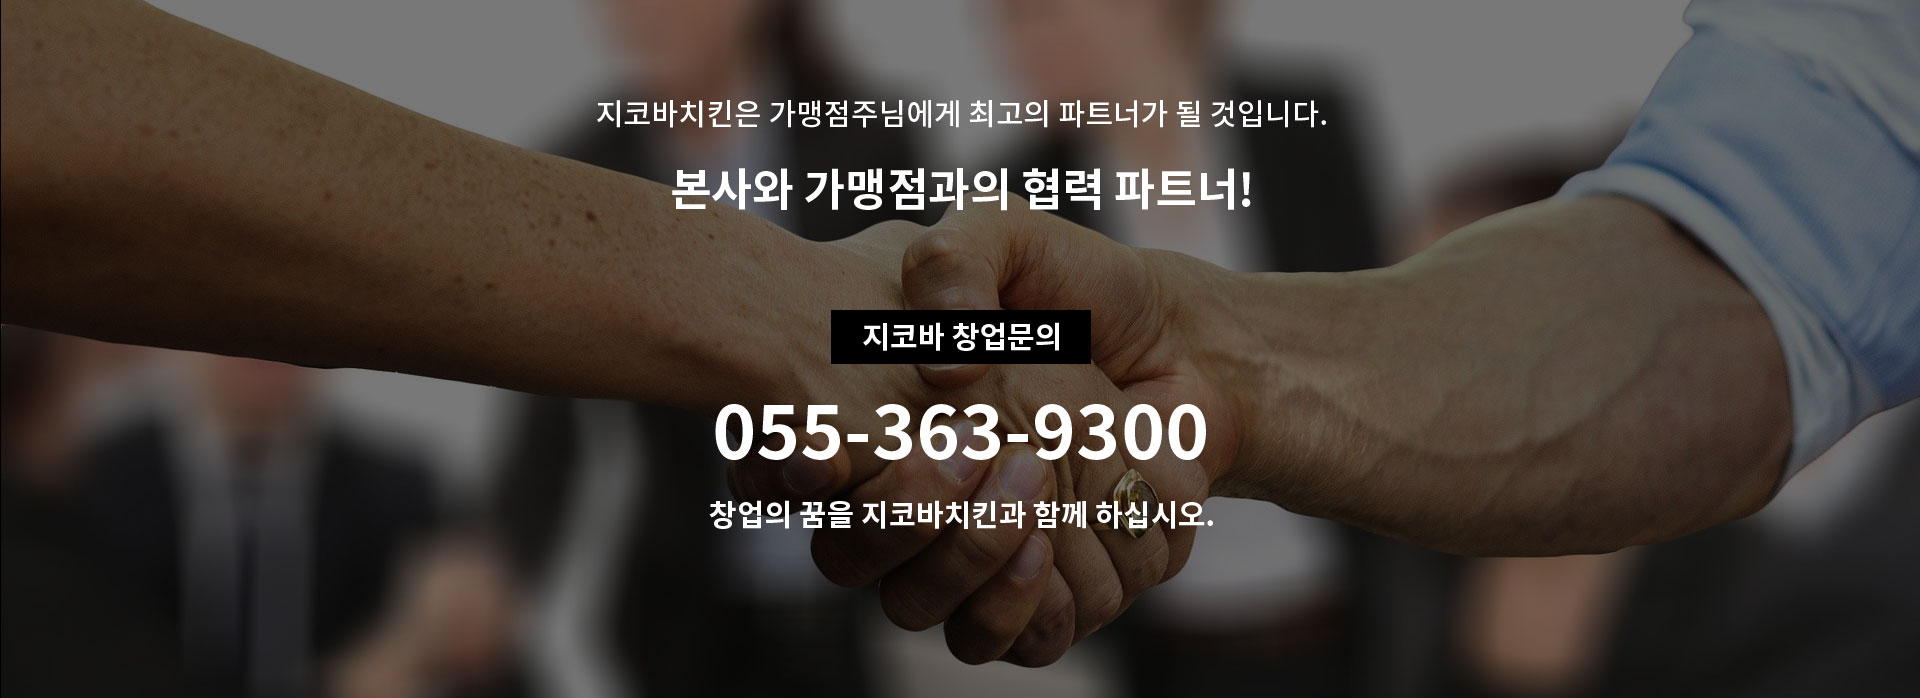 지코바치킨은 가맹점주님에게 최고의 파트너가 될 것입니다.
본사와 가맹점과의 협력 파트너!
지코바 창업문의
055-363-9300
창업의 꿈을 지코바치킨과 함께 하십시오.